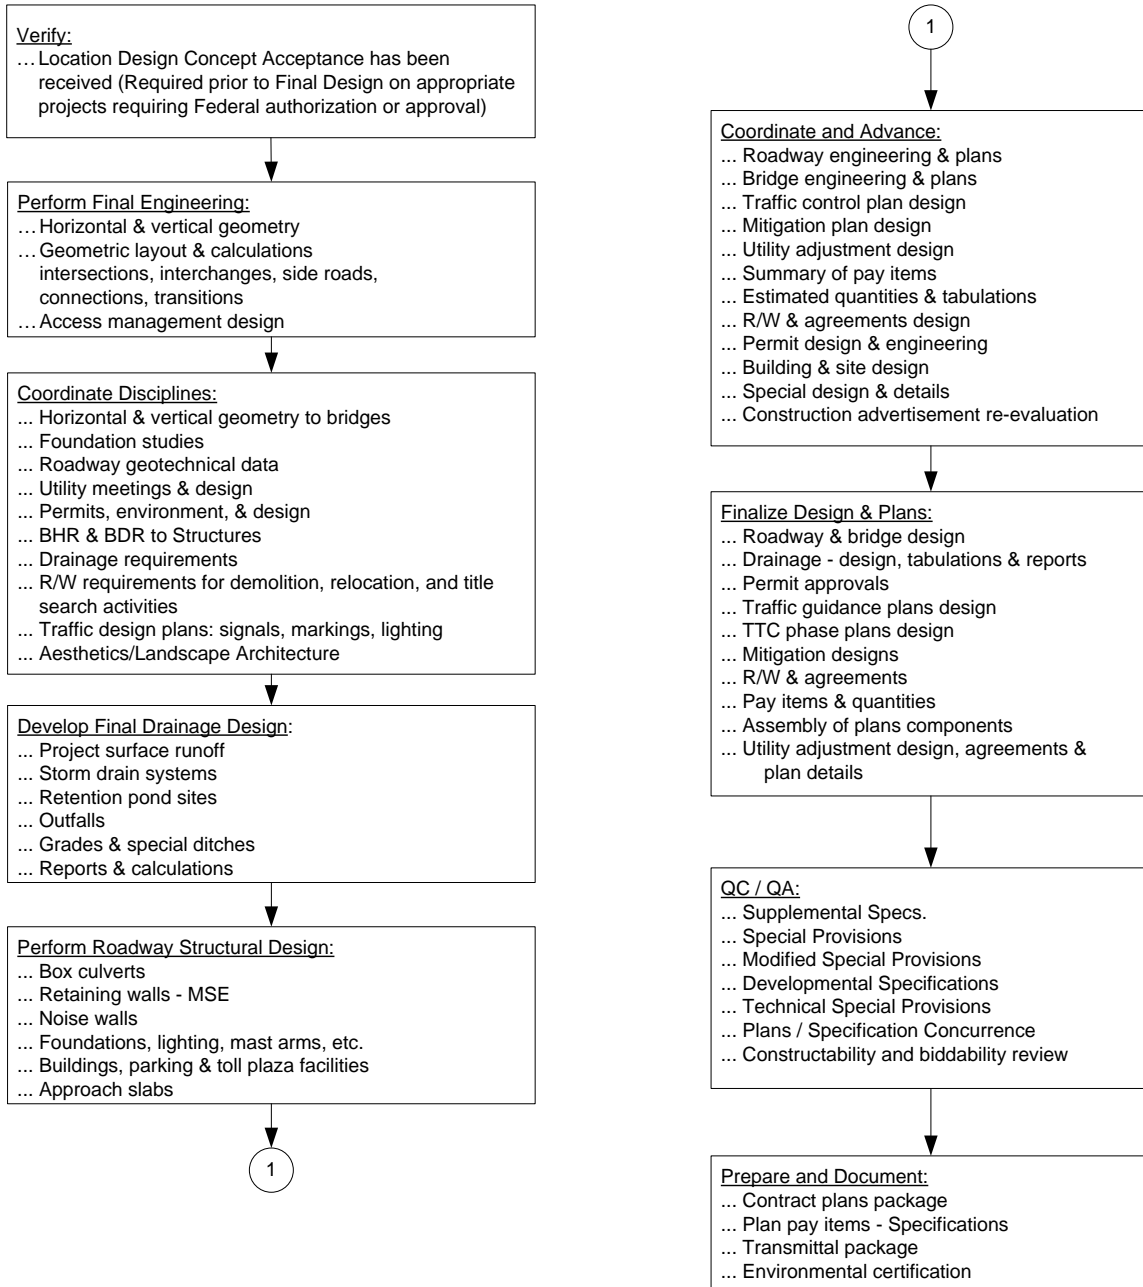 Verify:
…Location Design Concept Acceptance has been
received (Required prior to Final Design on appropriate
projects requiring Federal authorization or approval)
Perform Final Engineering:
…Horizontal & vertical geometry
…Geometric layout & calculations
intersections, interchanges, side roads,
connections, transitions
…Access management design
Coordinate Disciplines:
... Horizontal & vertical geometry to bridges
... Foundation studies
... Roadway geotechnical data
... Utility meetings & design
... Permits, environment, & design
... BHR & BDR to Structures
... Drainage requirements
... R/W requirements for demolition, relocation, and title
search activities
... Traffic design plans: signals, markings, lighting
... Aesthetics/Landscape Architecture
Develop Final Drainage Design:
... Project surface runoff
... Storm drain systems
... Retention pond sites
... Outfalls
... Grades & special ditches
... Reports & calculations
Perform Roadway Structural Design:
... Box culverts
... Retaining walls - MSE
... Noise walls
... Foundations, lighting, mast arms, etc.
... Buildings, parking & toll plaza facilities
... Approach slabs
1
1
Coordinate and Advance:
... Roadway engineering & plans
... Bridge engineering & plans
... Traffic control plan design
... Mitigation plan design
... Utility adjustment design
... Summary of pay items
... Estimated quantities & tabulations
... R/W & agreements design
... Permit design & engineering
... Building & site design
... Special design & details
... Construction advertisement re-evaluation
Finalize Design & Plans:
... Roadway & bridge design
... Drainage - design, tabulations & reports
... Permit approvals
... Traffic guidance plans design
... TTC phase plans design
... Mitigation designs
... R/W & agreements
... Pay items & quantities
... Assembly of plans components
... Utility adjustment design, agreements &
plan details
QC / QA:
... Supplemental Specs.
... Special Provisions
... Modified Special Provisions
... Developmental Specifications
... Technical Special Provisions
... Plans / Specification Concurrence
... Constructability and biddability review
Prepare and Document:
... Contract plans package
... Plan pay items - Specifications
... Transmittal package
... Environmental certification